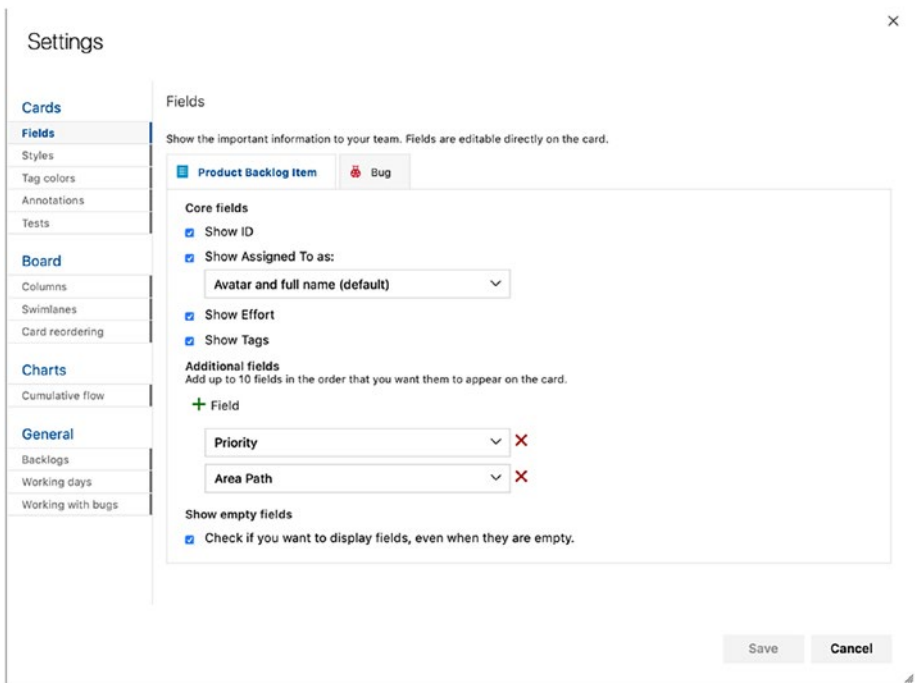 Settings
Cards
Fields
Styles
Tag colors
Annotations
Tests
Board
Columns
Swimlanes
Card reordering
Charts
Cumulative flow
General
Backlogs
Working days
Working with bugs
Fields
Show the important information to your team. Fields are editable directly on the card.
Product Backlog Item
Bug
Core fields
Show ID
Show Assigned To as:
Avatar and full name (default)
Show Effort
Show Tags
Additional fields
Add up to 10 fields in the order that you want them to appear on the card.
Field
Priority
Area Path
Show empty fields
Check if you want to display fields, even when they are empty.
Save
Cancel